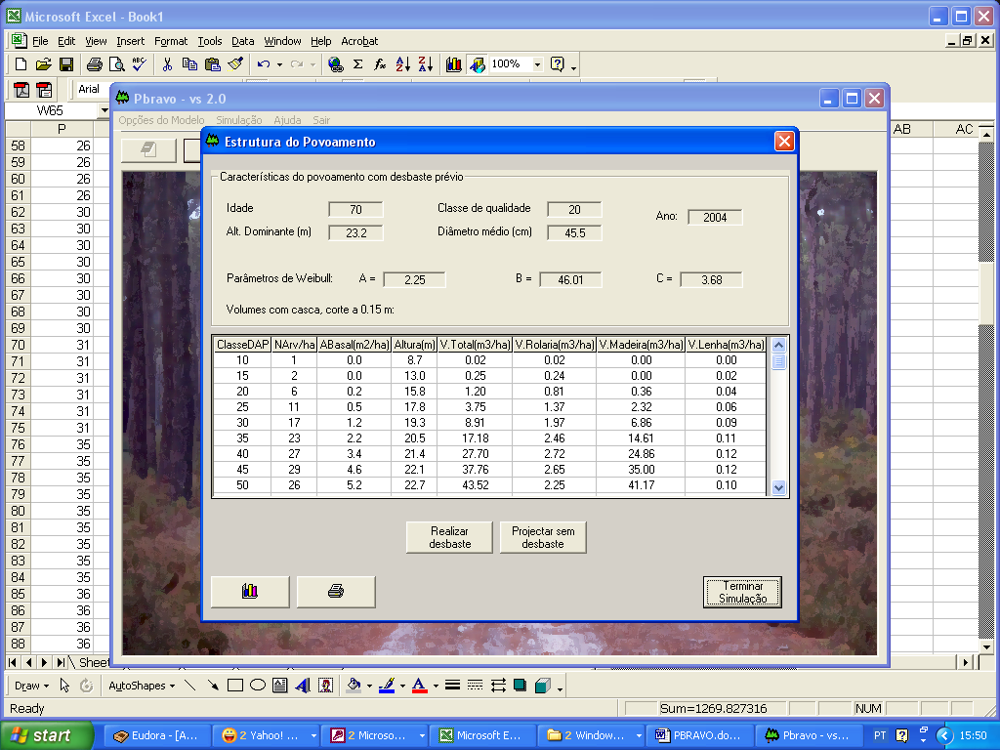 Microsoft Excel - Book1
File Edit View Insert Format Tools Data Window Help Acrobat
100%
Arial
W65
P AB AC
Pbravo - vs 2.0
Opções do Modelo Simulação Ajuda Sair
Estrutura do Povoamento
Características do povoamento com desbaste prévio
Idade 70 Classe de qualidade 20 Ano: 2004
Alt. Dominante (m) 23.2 Diâmetro médio (cm) 45.5
Parâmetros de Weibull: A = 2.25 B = 46.01 C = 3.68
Volumes com casca, corte a 0.15 m:
ClasseDAP NArv/ha ABasal(m2/ha) Altura(m) V.Total(m3/ha) V.Rolaria(m3/ha) V.Madeira(m3/ha) V.Lenha(m3/ha)
10 1 0.0 8.7 0.02 0.02 0.00 0.00
15 2 0.0 13.0 0.25 0.24 0.00 0.02
20 6 0.2 15.8 1.20 0.81 0.36 0.04
25 11 0.5 17.8 3.75 1.37 2.32 0.06
30 17 1.2 19.3 8.91 1.97 6.86 0.09
35 23 2.2 20.5 17.18 2.46 14.61 0.11
40 27 3.4 21.4 27.70 2.72 24.86 0.12
45 29 4.6 22.1 37.76 2.65 35.00 0.12
50 26 5.2 22.7 43.52 2.25 41.17 0.10
Realizar desbaste
Projectar sem desbaste
Terminar Simulação
58 26
59 26
60 26
61 26
62 30
63 30
64 30
65 30
66 30
67 30
68 30
69 30
70 31
71 31
72 31
73 31
74 31
75 31
76 35
77 35
78 35
79 35
80 35
81 35
82 35
83 35
84 35
85 36
86 36
87 36
88 36
Sheet
Draw AutoShapes
Ready Sum=1269.827316 NUM
start Eudora - [A... 2 Yahoo! ... 2 Microso... Microsoft E... 2 Window... PBRAVO.do... Pbravo - vs... PT 15:50